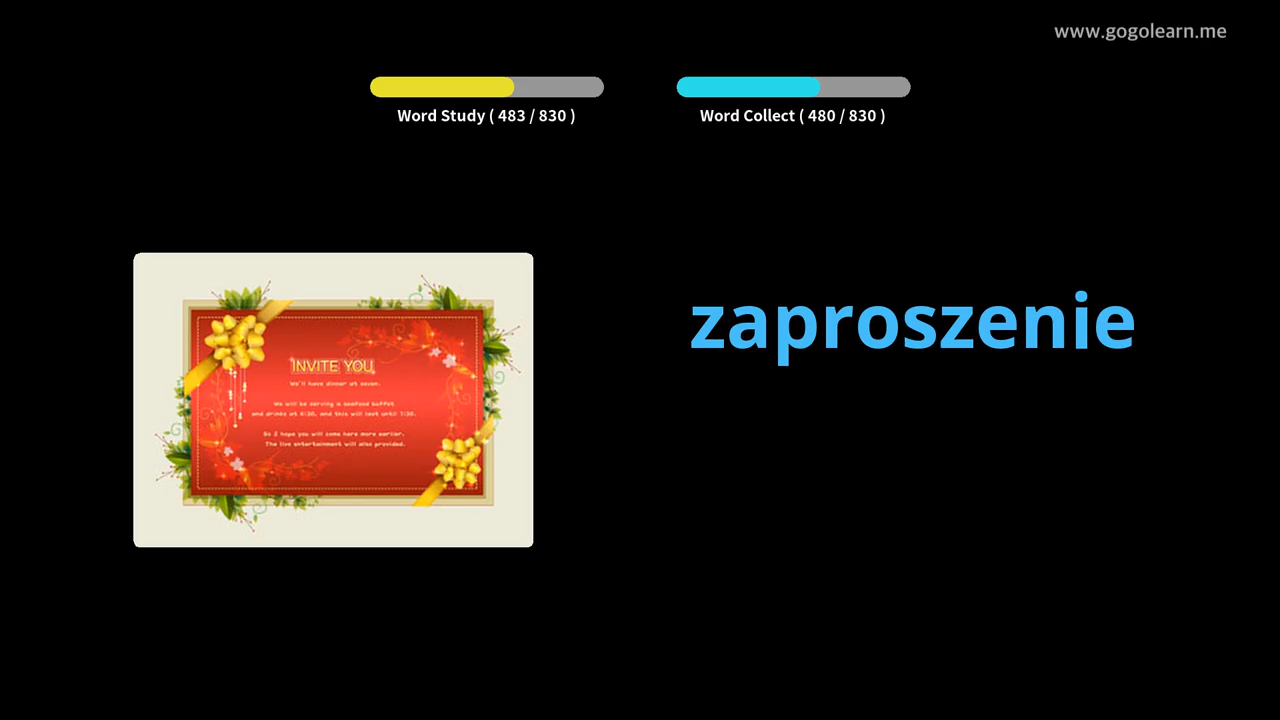 www.gogolearn.me
Word Study ( 483 / 830 )
Word Collect ( 480 / 830 )
zaproszenie
INVITE YOU
We'll have dinner at seven.
We will be serving a seafood buffet
and drinks at 6:30, and this will last until 7:30.
So I hope you will come here more earlier.
The live entertainment will also provided.